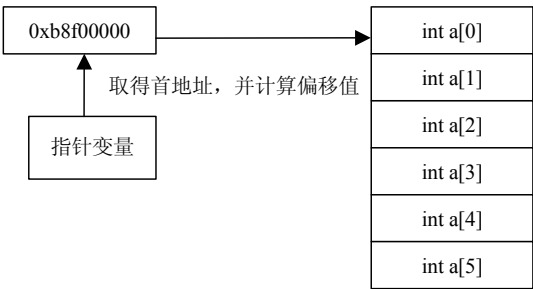 0xb8f00000
int a[0]
取得首地址，并计算偏移值
int a[1]
int a[2]
指针变量
int a[3]
int a[4]
int a[5]